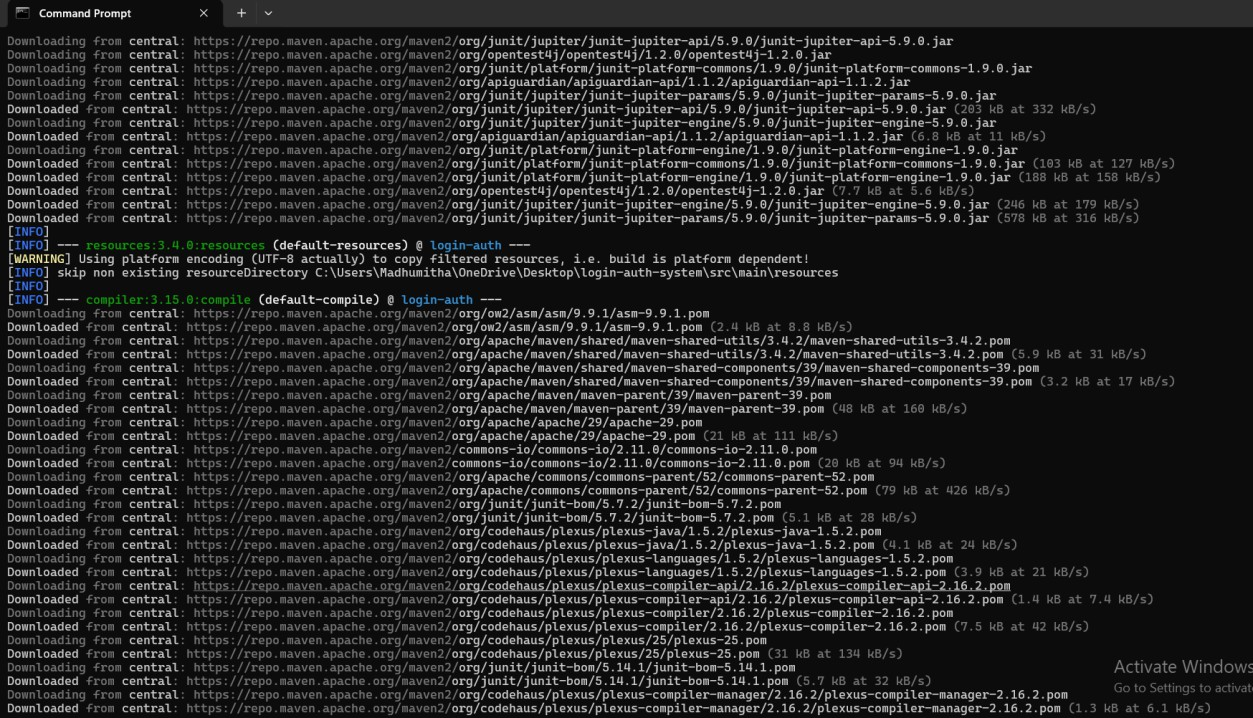 Command Prompt
Downloading from central: https://repo.maven.apache.org/maven2/org/junit/jupiter/junit-jupiter-api/5.9.0/junit-jupiter-api-5.9.0.jar
Downloading from central: https://repo.maven.apache.org/maven2/org/opentest4j/opentest4j/1.2.0/opentest4j-1.2.0.jar
Downloading from central: https://repo.maven.apache.org/maven2/org/junit/platform/junit-platform-commons/1.9.0/junit-platform-commons-1.9.0.jar
Downloading from central: https://repo.maven.apache.org/maven2/org/apiguardian/apiguardian-api/1.1.2/apiguardian-api-1.1.2.jar
Downloading from central: https://repo.maven.apache.org/maven2/org/junit/jupiter/junit-jupiter-params/5.9.0/junit-jupiter-params-5.9.0.jar
Downloaded from central: https://repo.maven.apache.org/maven2/org/junit/jupiter/junit-jupiter-api/5.9.0/junit-jupiter-api-5.9.0.jar (203 kB at 332 kB/s)
Downloading from central: https://repo.maven.apache.org/maven2/org/junit/jupiter/junit-jupiter-engine/5.9.0/junit-jupiter-engine-5.9.0.jar
Downloaded from central: https://repo.maven.apache.org/maven2/org/apiguardian/apiguardian-api/1.1.2/apiguardian-api-1.1.2.jar (6.8 kB at 11 kB/s)
Downloading from central: https://repo.maven.apache.org/maven2/org/junit/platform/junit-platform-engine/1.9.0/junit-platform-engine-1.9.0.jar
Downloaded from central: https://repo.maven.apache.org/maven2/org/junit/platform/junit-platform-commons/1.9.0/junit-platform-commons-1.9.0.jar (103 kB at 127 kB/s)
Downloaded from central: https://repo.maven.apache.org/maven2/org/junit/platform/junit-platform-engine/1.9.0/junit-platform-engine-1.9.0.jar (188 kB at 158 kB/s)
Downloaded from central: https://repo.maven.apache.org/maven2/org/opentest4j/opentest4j/1.2.0/opentest4j-1.2.0.jar (7.7 kB at 5.6 kB/s)
Downloaded from central: https://repo.maven.apache.org/maven2/org/junit/jupiter/junit-jupiter-engine/5.9.0/junit-jupiter-engine-5.9.0.jar (246 kB at 179 kB/s)
Downloaded from central: https://repo.maven.apache.org/maven2/org/junit/jupiter/junit-jupiter-params/5.9.0/junit-jupiter-params-5.9.0.jar (578 kB at 316 kB/s)
[INFO]
[INFO] --- resources:3.4.0:resources (default-resources) @ login-auth ---
[WARNING] Using platform encoding (UTF-8 actually) to copy filtered resources, i.e. build is platform dependent!
[INFO] skip non existing resourceDirectory C:\Users\Madhumitha\OneDrive\Desktop\login-auth-system\src\main\resources
[INFO]
[INFO] --- compiler:3.15.0:compile (default-compile) @ login-auth ---
Downloading from central: https://repo.maven.apache.org/maven2/org/ow2/asm/asm/9.9.1/asm-9.9.1.pom
Downloaded from central: https://repo.maven.apache.org/maven2/org/ow2/asm/asm/9.9.1/asm-9.9.1.pom (2.4 kB at 8.8 kB/s)
Downloading from central: https://repo.maven.apache.org/maven2/org/apache/maven/shared/maven-shared-utils/3.4.2/maven-shared-utils-3.4.2.pom
Downloaded from central: https://repo.maven.apache.org/maven2/org/apache/maven/shared/maven-shared-utils/3.4.2/maven-shared-utils-3.4.2.pom (5.9 kB at 31 kB/s)
Downloading from central: https://repo.maven.apache.org/maven2/org/apache/maven/shared/maven-shared-components/39/maven-shared-components-39.pom
Downloaded from central: https://repo.maven.apache.org/maven2/org/apache/maven/shared/maven-shared-components/39/maven-shared-components-39.pom (3.2 kB at 17 kB/s)
Downloading from central: https://repo.maven.apache.org/maven2/org/apache/maven/maven-parent/39/maven-parent-39.pom
Downloaded from central: https://repo.maven.apache.org/maven2/org/apache/maven/maven-parent/39/maven-parent-39.pom (48 kB at 160 kB/s)
Downloading from central: https://repo.maven.apache.org/maven2/org/apache/apache/29/apache-29.pom
Downloaded from central: https://repo.maven.apache.org/maven2/org/apache/apache/29/apache-29.pom (21 kB at 111 kB/s)
Downloading from central: https://repo.maven.apache.org/maven2/commons-io/commons-io/2.11.0/commons-io-2.11.0.pom
Downloaded from central: https://repo.maven.apache.org/maven2/commons-io/commons-io/2.11.0/commons-io-2.11.0.pom (20 kB at 94 kB/s)
Downloading from central: https://repo.maven.apache.org/maven2/org/apache/commons/commons-parent/52/commons-parent-52.pom
Downloaded from central: https://repo.maven.apache.org/maven2/org/apache/commons/commons-parent/52/commons-parent-52.pom (79 kB at 426 kB/s)
Downloading from central: https://repo.maven.apache.org/maven2/org/junit/junit-bom/5.7.2/junit-bom-5.7.2.pom
Downloaded from central: https://repo.maven.apache.org/maven2/org/junit/junit-bom/5.7.2/junit-bom-5.7.2.pom (5.1 kB at 28 kB/s)
Downloading from central: https://repo.maven.apache.org/maven2/org/codehaus/plexus/plexus-java/1.5.2/plexus-java-1.5.2.pom
Downloaded from central: https://repo.maven.apache.org/maven2/org/codehaus/plexus/plexus-java/1.5.2/plexus-java-1.5.2.pom (4.1 kB at 24 kB/s)
Downloading from central: https://repo.maven.apache.org/maven2/org/codehaus/plexus/plexus-languages/1.5.2/plexus-languages-1.5.2.pom
Downloaded from central: https://repo.maven.apache.org/maven2/org/codehaus/plexus/plexus-languages/1.5.2/plexus-languages-1.5.2.pom (3.9 kB at 21 kB/s)
Downloading from central: https://repo.maven.apache.org/maven2/org/codehaus/plexus/plexus-compiler-api/2.16.2/plexus-compiler-api-2.16.2.pom
Downloaded from central: https://repo.maven.apache.org/maven2/org/codehaus/plexus/plexus-compiler-api/2.16.2/plexus-compiler-api-2.16.2.pom (1.4 kB at 7.4 kB/s)
Downloading from central: https://repo.maven.apache.org/maven2/org/codehaus/plexus/plexus-compiler/2.16.2/plexus-compiler-2.16.2.pom
Downloaded from central: https://repo.maven.apache.org/maven2/org/codehaus/plexus/plexus-compiler/2.16.2/plexus-compiler-2.16.2.pom (7.5 kB at 42 kB/s)
Downloading from central: https://repo.maven.apache.org/maven2/org/codehaus/plexus/plexus/25/plexus-25.pom
Downloaded from central: https://repo.maven.apache.org/maven2/org/codehaus/plexus/plexus/25/plexus-25.pom (31 kB at 134 kB/s)
Downloading from central: https://repo.maven.apache.org/maven2/org/junit/junit-bom/5.14.1/junit-bom-5.14.1.pom
Downloaded from central: https://repo.maven.apache.org/maven2/org/junit/junit-bom/5.14.1/junit-bom-5.14.1.pom (5.7 kB at 32 kB/s)
Downloading from central: https://repo.maven.apache.org/maven2/org/codehaus/plexus/plexus-compiler-manager/2.16.2/plexus-compiler-manager-2.16.2.pom
Downloaded from central: https://repo.maven.apache.org/maven2/org/codehaus/plexus/plexus-compiler-manager/2.16.2/plexus-compiler-manager-2.16.2.pom (1.3 kB at 6.1 kB/s)
Activate Windows
Go to Settings to activate